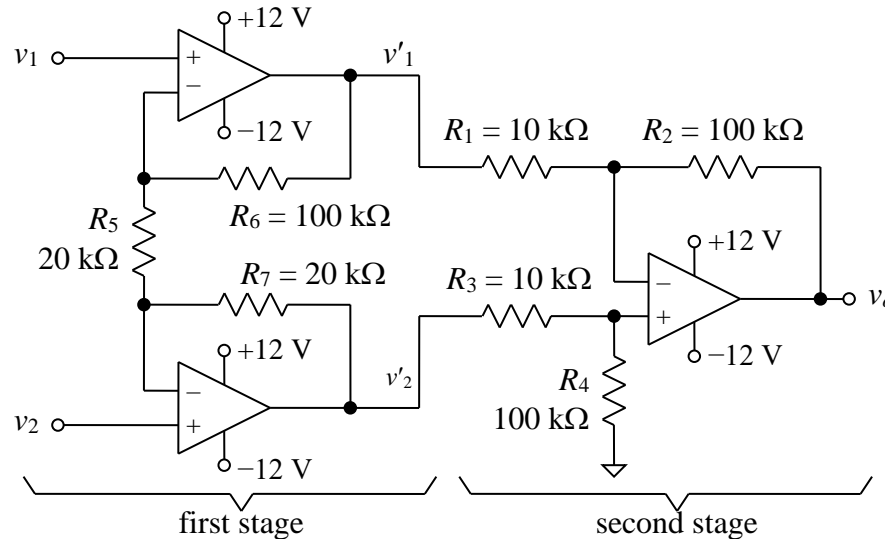 +12 V
v1
+
−
−12 V
v′1
R1 = 10 kΩ
R2 = 100 kΩ
R6 = 100 kΩ
R5
20 kΩ
R7 = 20 kΩ
R3 = 10 kΩ
+12 V
−
+
−12 V
+12 V
v′2
−
+
v2
−12 V
R4
100 kΩ
first stage
second stage